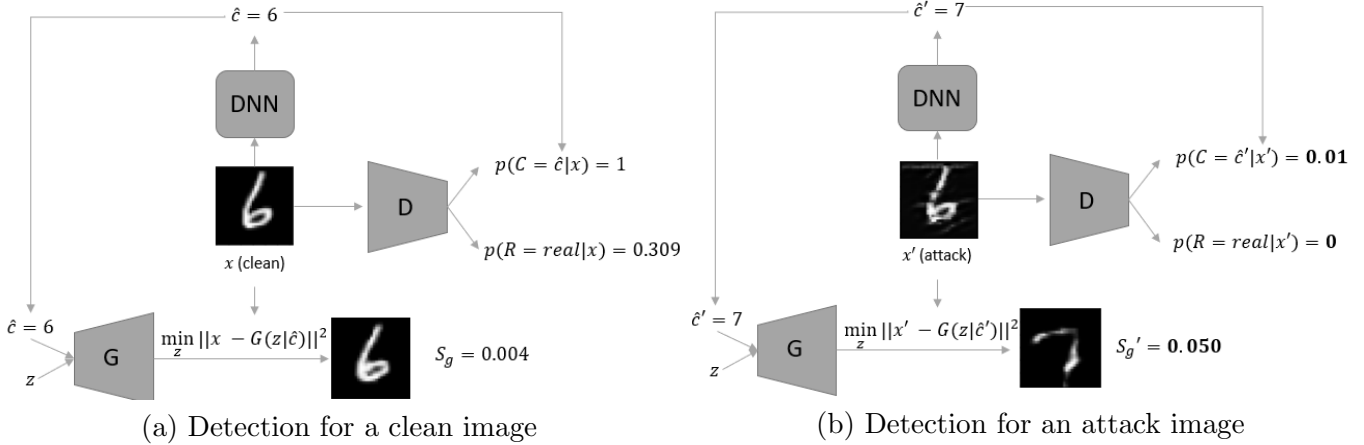 ĉ = 6
DNN
p(C = ĉ|x) = 1
D
p(R = real|x) = 0.309
x (clean)
ĉ = 6
z
G
min_z ||x − G(z|ĉ)||²
S_g = 0.004
(a) Detection for a clean image
ĉ′ = 7
DNN
p(C = ĉ′|x′) = 0.01
D
p(R = real|x′) = 0
x′ (attack)
ĉ′ = 7
z
G
min_z ||x′ − G(z|ĉ′)||²
S_g′ = 0.050
(b) Detection for an attack image